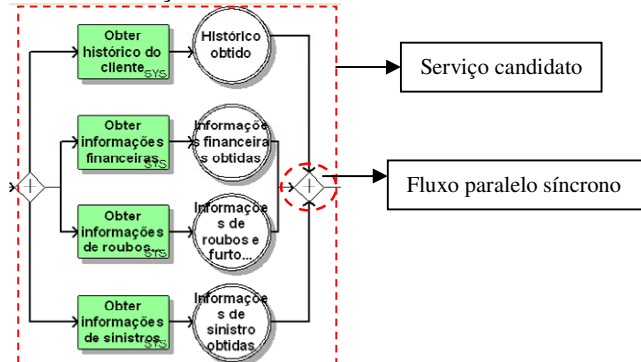 Obter
histórico do
cliente
SYS
Histórico
obtido
Serviço candidato
Obter
informações
financeiras
SYS
Informaçõe
s financeira
s obtidas
Fluxo paralelo síncrono
Obter
informações
de roubos...
SYS
Informaçõe
s de
roubos e
furto...
Obter
informações
de sinistros
SYS
Informaçõe
s de
sinistro
obtidas